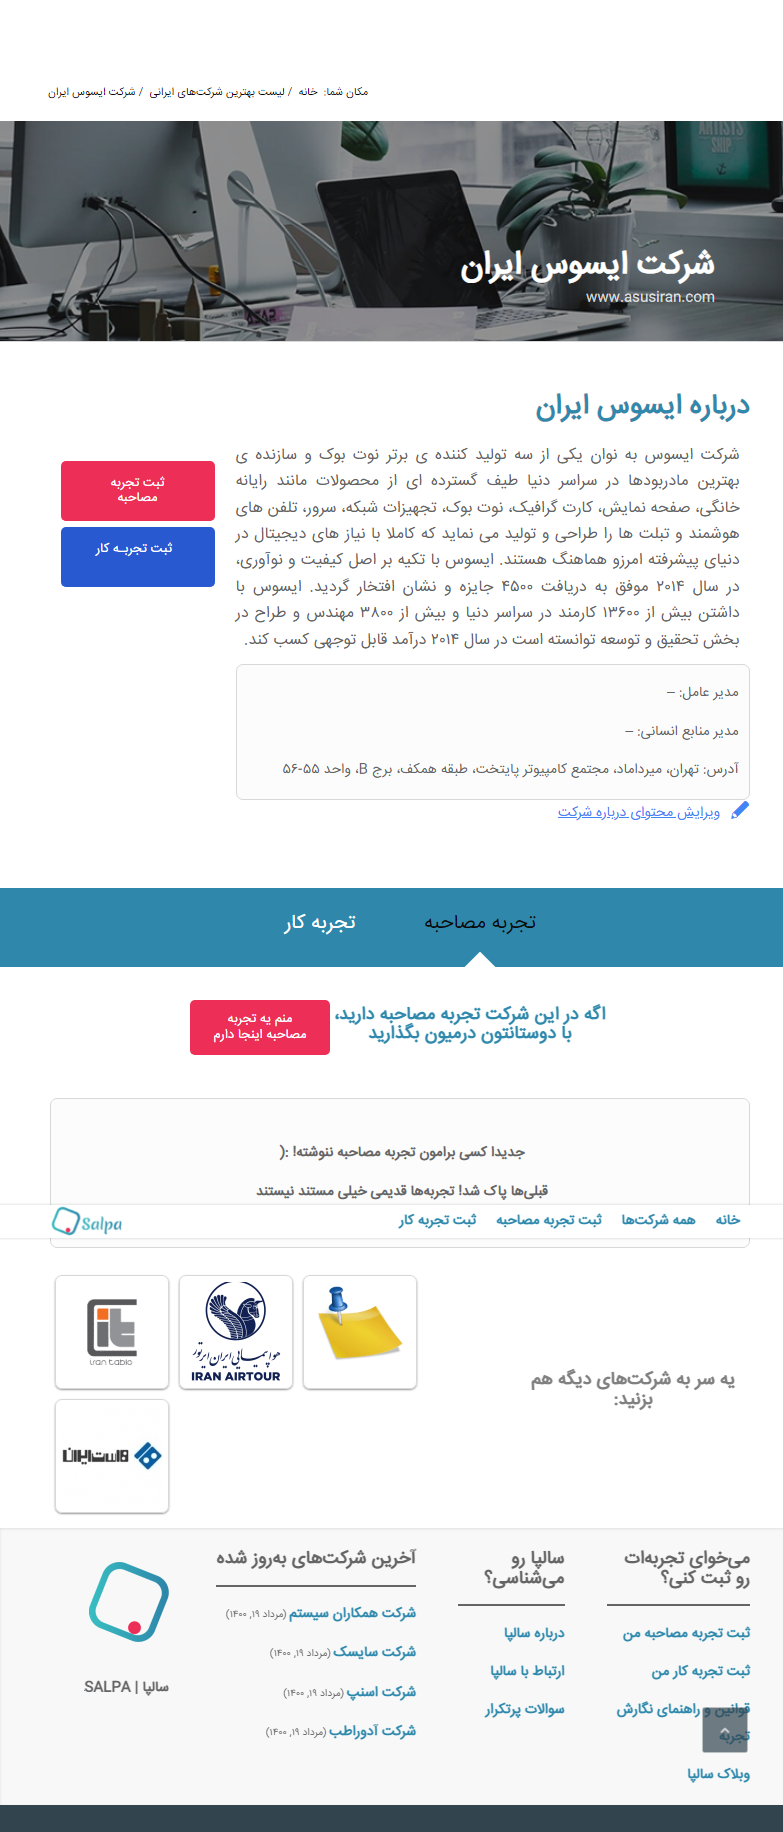 مکان شما: خانه / لیست بهترین شرکت‌های ایرانی / شرکت ایسوس ایران
ARTISTS
SHIP
شرکت ایسوس ایران
www.asusiran.com
درباره ایسوس ایران
شرکت ایسوس به نوان یکی از سه تولید کننده ی برتر نوت بوک و سازنده ی
بهترین مادربودها در سراسر دنیا طیف گسترده ای از محصولات مانند رایانه
خانگی، صفحه نمایش، کارت گرافیک، نوت بوک، تجهیزات شبکه، سرور، تلفن های
هوشمند و تبلت ها را طراحی و تولید می نماید که کاملا با نیاز های دیجیتال در
دنیای پیشرفته امرزو هماهنگ هستند. ایسوس با تکیه بر اصل کیفیت و نوآوری،
در سال ۲۰۱۴ موفق به دریافت ۴۵۰۰ جایزه و نشان افتخار گردید. ایسوس با
داشتن بیش از ۱۳۶۰۰ کارمند در سراسر دنیا و بیش از ۳۸۰۰ مهندس و طراح در
بخش تحقیق و توسعه توانسته است در سال ۲۰۱۴ درآمد قابل توجهی کسب کند.
ثبت تجربه
مصاحبه
ثبت تجربـه کار
مدیر عامل: –
مدیر منابع انسانی: –
آدرس: تهران، میرداماد، مجتمع کامپیوتر پایتخت، طبقه همکف، برج B، واحد ۵۵-۵۶
ویرایش محتوای درباره شرکت
تجربه مصاحبه
تجربه کار
اگه در این شرکت تجربه مصاحبه دارید،
با دوستانتون درمیون بگذارید
منم یه تجربه
مصاحبه اینجا دارم
جدیدا کسی برامون تجربه مصاحبه ننوشته! :(
قبلی‌ها پاک شد! تجربه‌ها قدیمی خیلی مستند نیستند
خانه
همه شرکت‌ها
ثبت تجربه مصاحبه
ثبت تجربه کار
Salpa
یه سر به شرکت‌های دیگه هم
بزنید:
هواپیمایی ایران ایرتور
IRAN AIRTOUR
it
iran table
فاست ایران
می‌خوای تجربه‌ات
رو ثبت کنی؟
ثبت تجربه مصاحبه من
ثبت تجربه کار من
قوانین و راهنمای نگارش
تجربه
وبلاک سالپا
سالپا رو
می‌شناسی؟
درباره سالپا
ارتباط با سالپا
سوالات پرتکرار
آخرین شرکت‌های به‌روز شده
شرکت همکاران سیستم (مرداد ۱۹, ۱۴۰۰)
شرکت سایسک (مرداد ۱۹, ۱۴۰۰)
شرکت اسنپ (مرداد ۱۹, ۱۴۰۰)
شرکت آدوراطب (مرداد ۱۹, ۱۴۰۰)
سالپا | SALPA